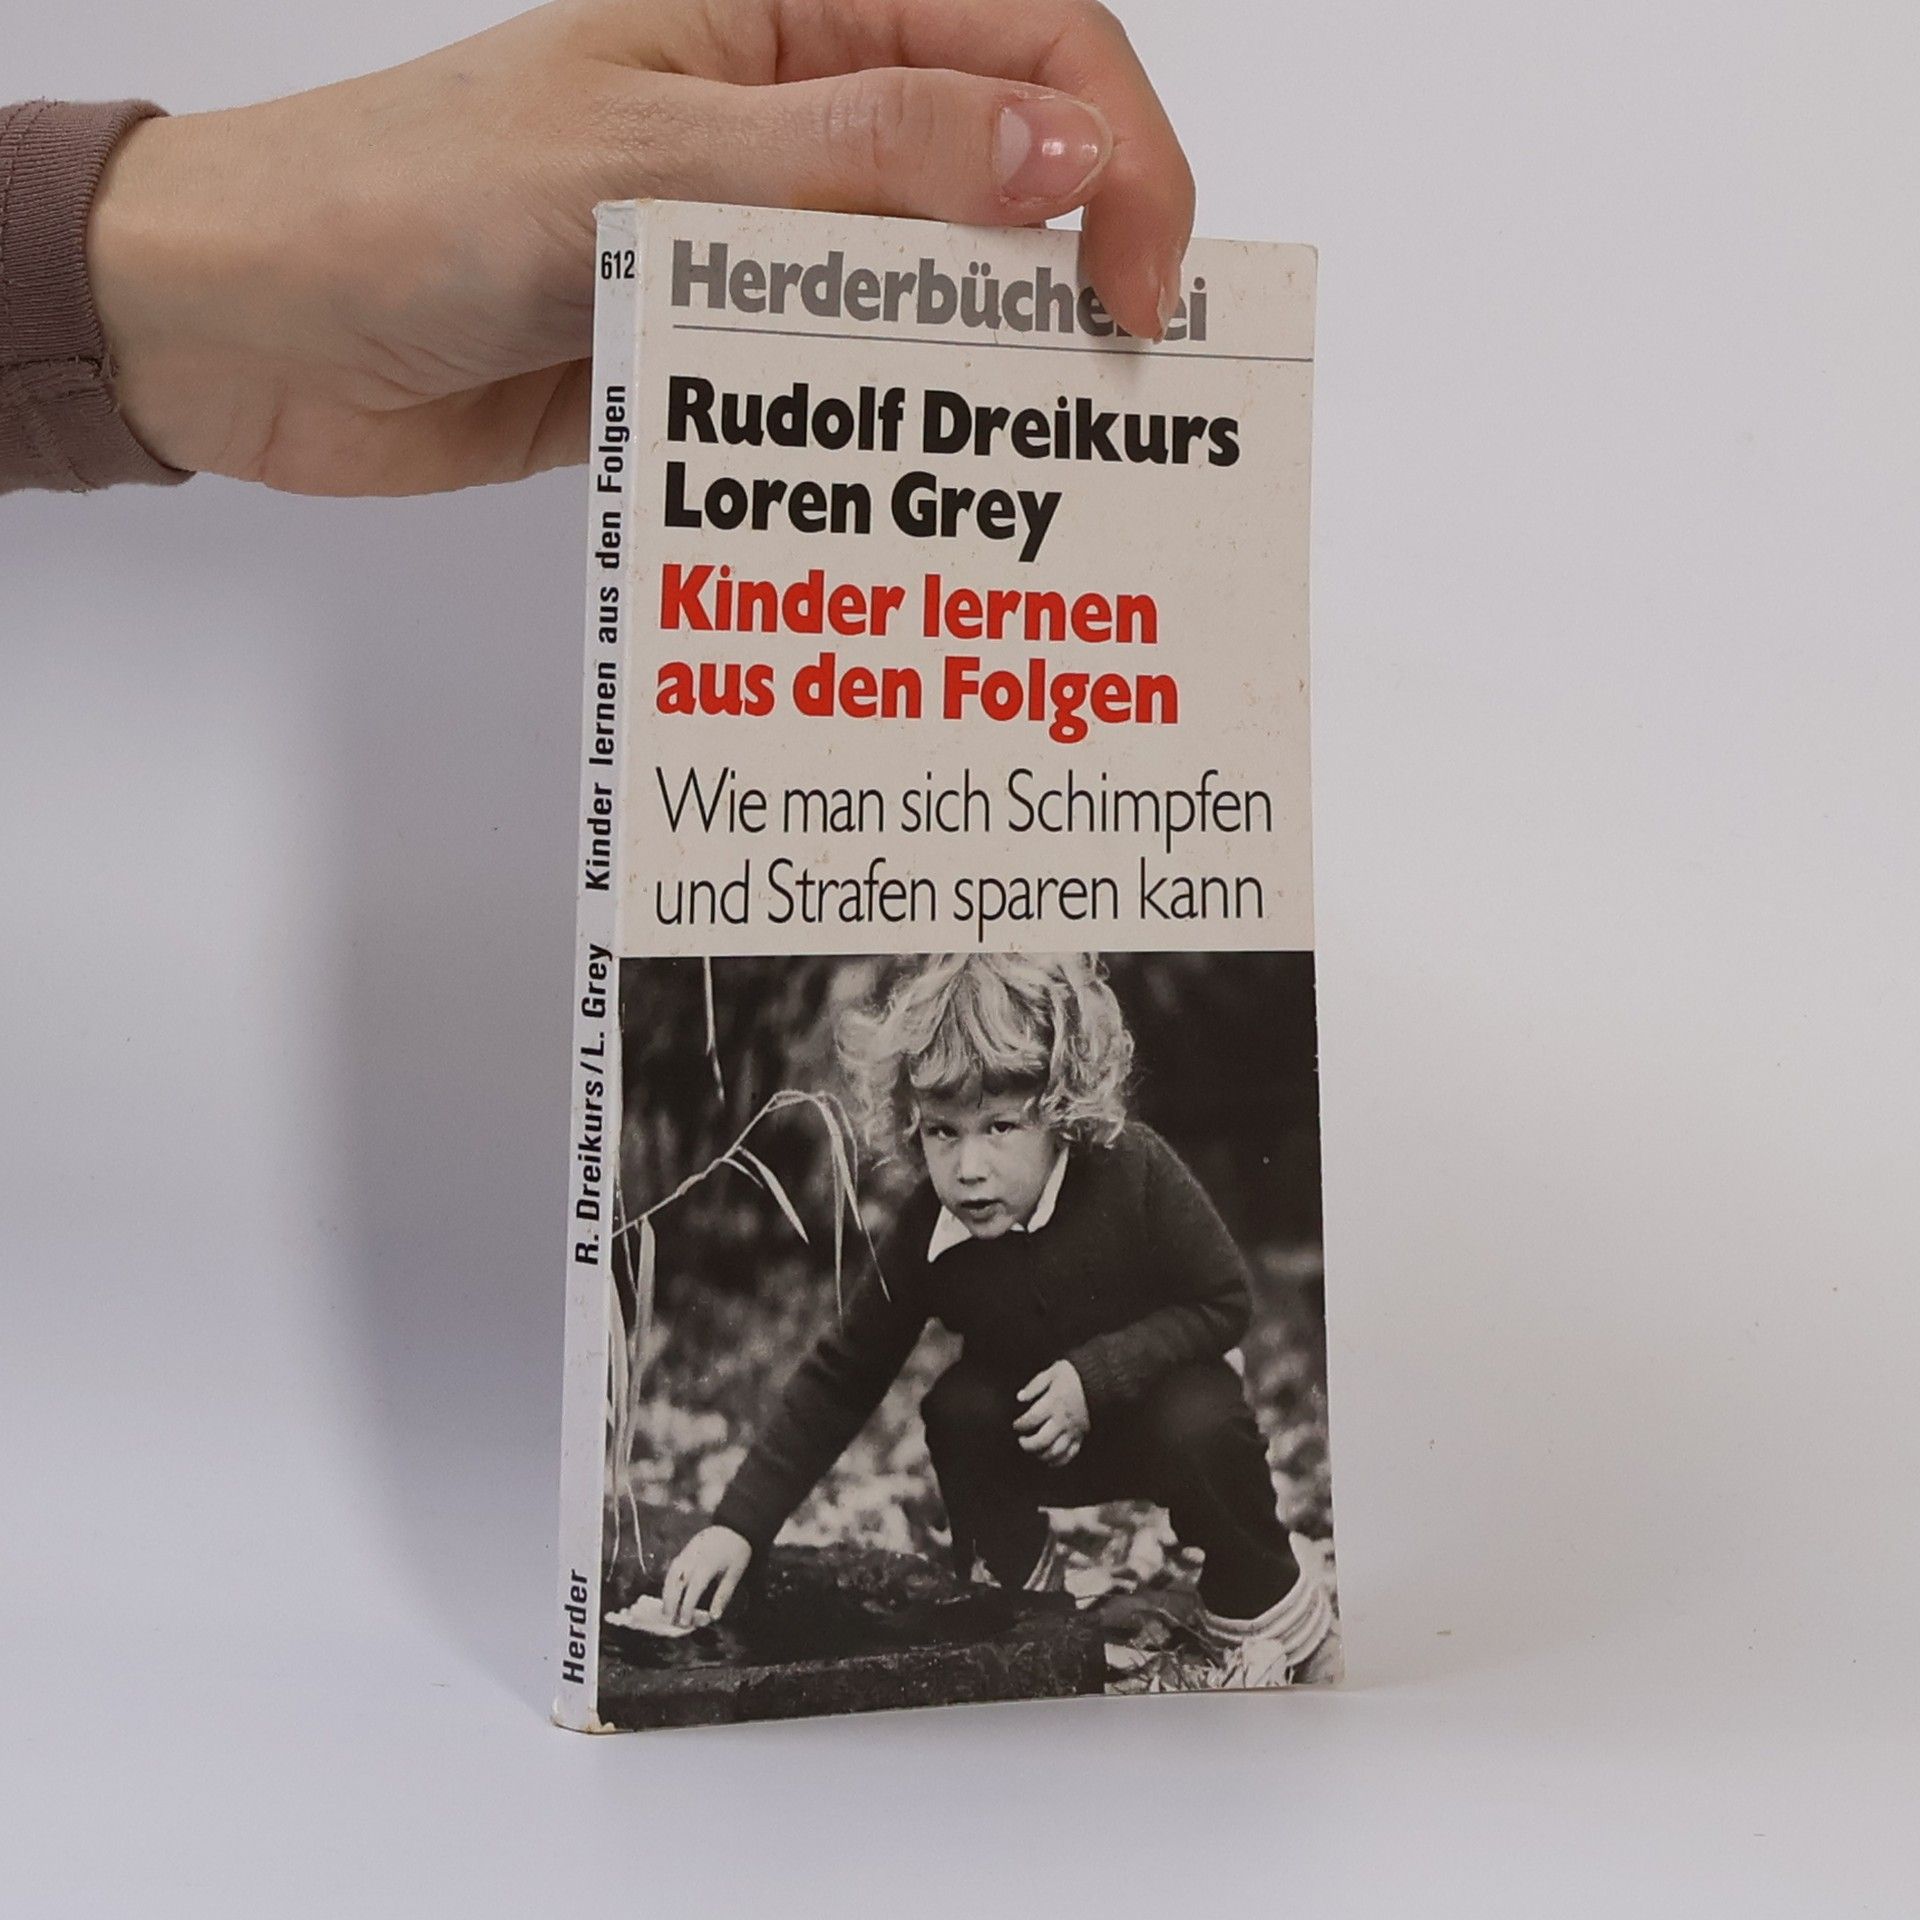 Herderbücherei
Rudolf Dreikurs
Loren Grey
Kinder lernen
aus den Folgen
Wie man sich Schimpfen
und Strafen sparen kann
612
R. Dreikurs/L. Grey Kinder lernen aus den Folgen
Herder